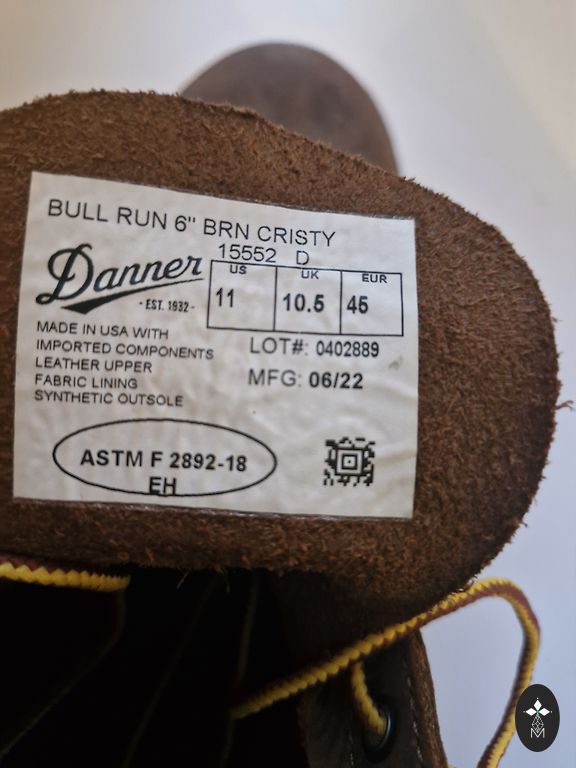 BULL RUN 6" BRN CRISTY
15552 D
Danner
- EST. 1932 -
US UK EUR
11 10.5 45
MADE IN USA WITH
IMPORTED COMPONENTS
LEATHER UPPER
FABRIC LINING
SYNTHETIC OUTSOLE
LOT#: 0402889
MFG: 06/22
ASTM F 2892-18
EH
M